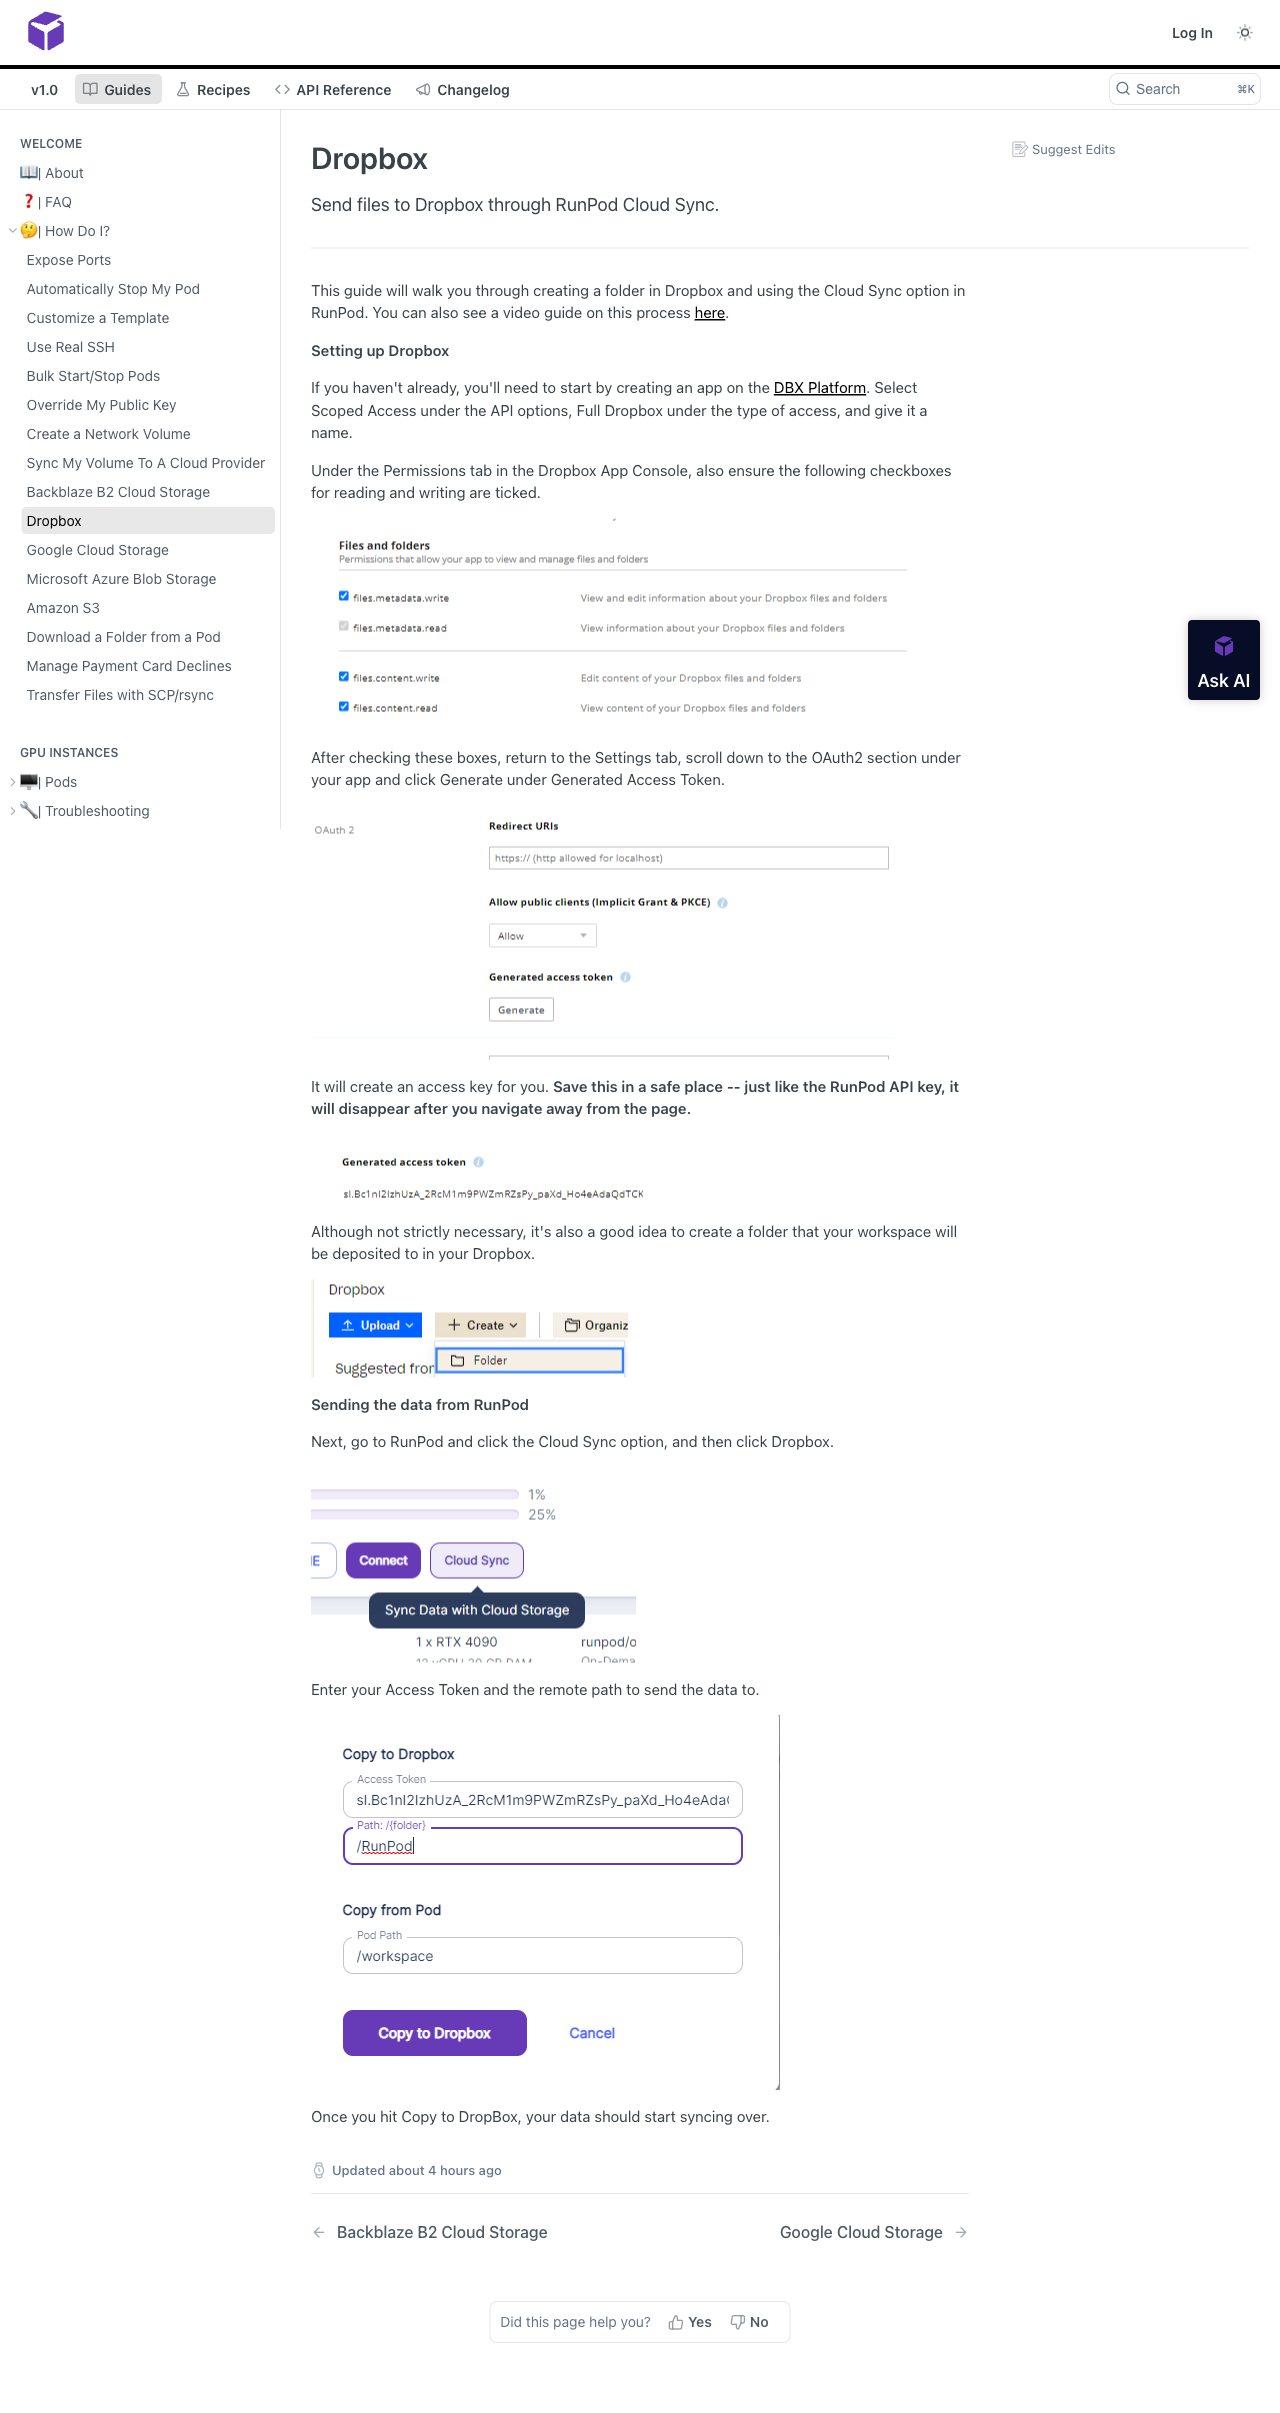 Log In
v1.0
Guides
Recipes
API Reference
Changelog
Search
⌘K
WELCOME
| About
| FAQ
| How Do I?
Expose Ports
Automatically Stop My Pod
Customize a Template
Use Real SSH
Bulk Start/Stop Pods
Override My Public Key
Create a Network Volume
Sync My Volume To A Cloud Provider
Backblaze B2 Cloud Storage
Dropbox
Google Cloud Storage
Microsoft Azure Blob Storage
Amazon S3
Download a Folder from a Pod
Manage Payment Card Declines
Transfer Files with SCP/rsync
GPU INSTANCES
| Pods
| Troubleshooting
Dropbox
Suggest Edits
Send files to Dropbox through RunPod Cloud Sync.
This guide will walk you through creating a folder in Dropbox and using the Cloud Sync option in
RunPod. You can also see a video guide on this process here.
Setting up Dropbox
If you haven't already, you'll need to start by creating an app on the DBX Platform. Select
Scoped Access under the API options, Full Dropbox under the type of access, and give it a
name.
Under the Permissions tab in the Dropbox App Console, also ensure the following checkboxes
for reading and writing are ticked.
Files and folders
Permissions that allow your app to view and manage files and folders
files.metadata.write
View and edit information about your Dropbox files and folders
files.metadata.read
View information about your Dropbox files and folders
files.content.write
Edit content of your Dropbox files and folders
files.content.read
View content of your Dropbox files and folders
Ask AI
After checking these boxes, return to the Settings tab, scroll down to the OAuth2 section under
your app and click Generate under Generated Access Token.
OAuth 2
Redirect URIs
https:// (http allowed for localhost)
Allow public clients (Implicit Grant & PKCE)
Allow
Generated access token
Generate
It will create an access key for you. Save this in a safe place -- just like the RunPod API key, it
will disappear after you navigate away from the page.
Generated access token
sl.Bc1nI2IzhUzA_2RcM1m9PWZmRZsPy_paXd_Ho4eAdaQdTCK
Although not strictly necessary, it's also a good idea to create a folder that your workspace will
be deposited to in your Dropbox.
Dropbox
Upload
Create
Organiz
Suggested from
Folder
Sending the data from RunPod
Next, go to RunPod and click the Cloud Sync option, and then click Dropbox.
1%
25%
Connect
Cloud Sync
Sync Data with Cloud Storage
1 x RTX 4090
runpod/o
On-Dema
Enter your Access Token and the remote path to send the data to.
Copy to Dropbox
Access Token
sl.Bc1nI2IzhUzA_2RcM1m9PWZmRZsPy_paXd_Ho4eAda
Path: /{folder}
/RunPod
Copy from Pod
Pod Path
/workspace
Copy to Dropbox
Cancel
Once you hit Copy to DropBox, your data should start syncing over.
Updated about 4 hours ago
Backblaze B2 Cloud Storage
Google Cloud Storage
Did this page help you?
Yes
No